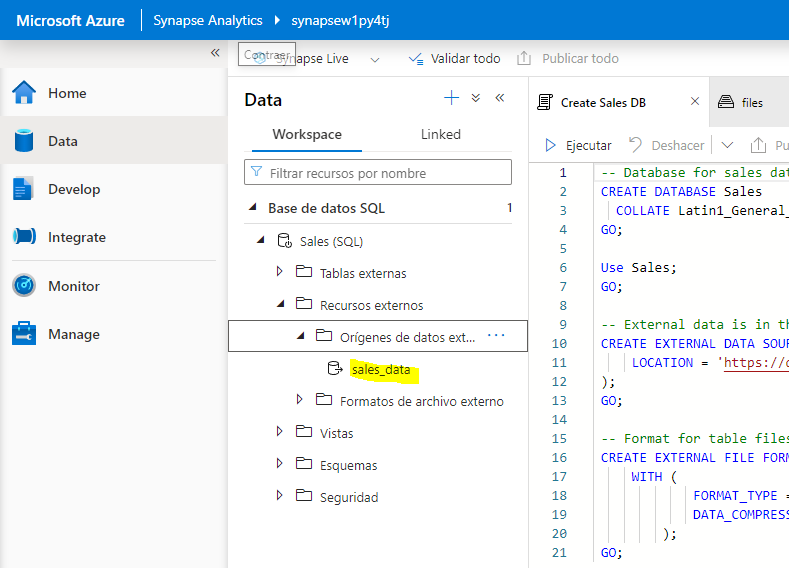 Microsoft Azure Synapse Analytics synapsew1py4tj
Contraer
Synapse Live Validar todo Publicar todo
Home
Data
Develop
Integrate
Monitor
Manage
Data
Workspace Linked
Filtrar recursos por nombre
Base de datos SQL 1
Sales (SQL)
Tablas externas
Recursos externos
Orígenes de datos ext... ...
sales_data
Formatos de archivo externo
Vistas
Esquemas
Seguridad
Create Sales DB files
Ejecutar Deshacer Pu
1 -- Database for sales dat
2 CREATE DATABASE Sales
3 COLLATE Latin1_General_
4 GO;
5
6 Use Sales;
7 GO;
8
9 -- External data is in th
10 CREATE EXTERNAL DATA SOUR
11 LOCATION = 'https://d
12 );
13 GO;
14
15 -- Format for table files
16 CREATE EXTERNAL FILE FORM
17 WITH (
18 FORMAT_TYPE =
19 DATA_COMPRESS
20 );
21 GO;